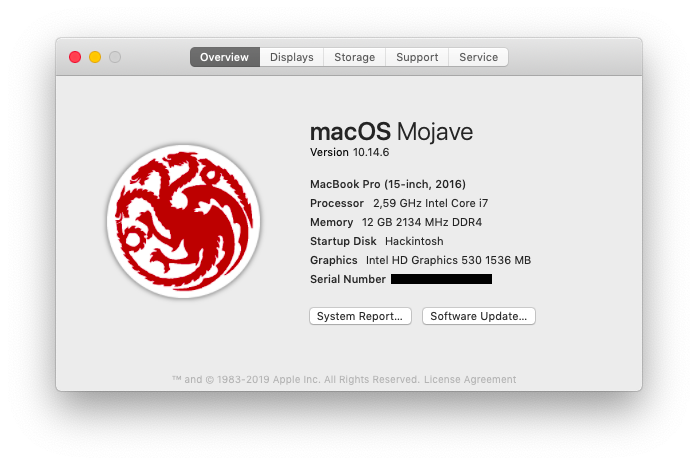 Overview Displays Storage Support Service
macOS Mojave
Version 10.14.6
MacBook Pro (15-inch, 2016)
Processor 2,59 GHz Intel Core i7
Memory 12 GB 2134 MHz DDR4
Startup Disk Hackintosh
Graphics Intel HD Graphics 530 1536 MB
Serial Number
System Report... Software Update...
™ and © 1983-2019 Apple Inc. All Rights Reserved. License Agreement